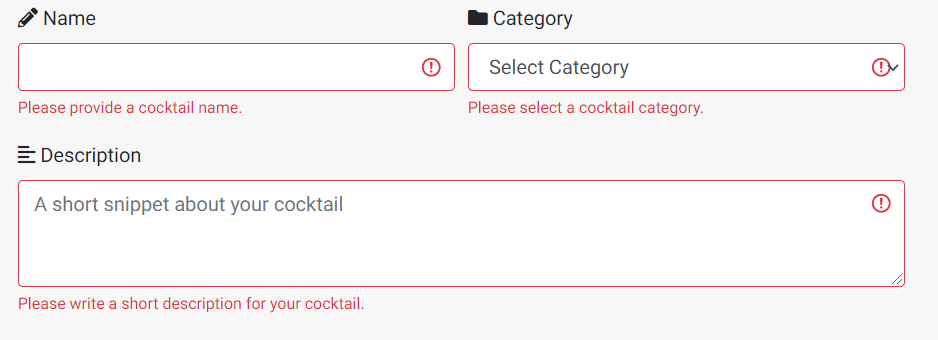 Name
Category
Select Category
Please provide a cocktail name.
Please select a cocktail category.
Description
A short snippet about your cocktail
Please write a short description for your cocktail.